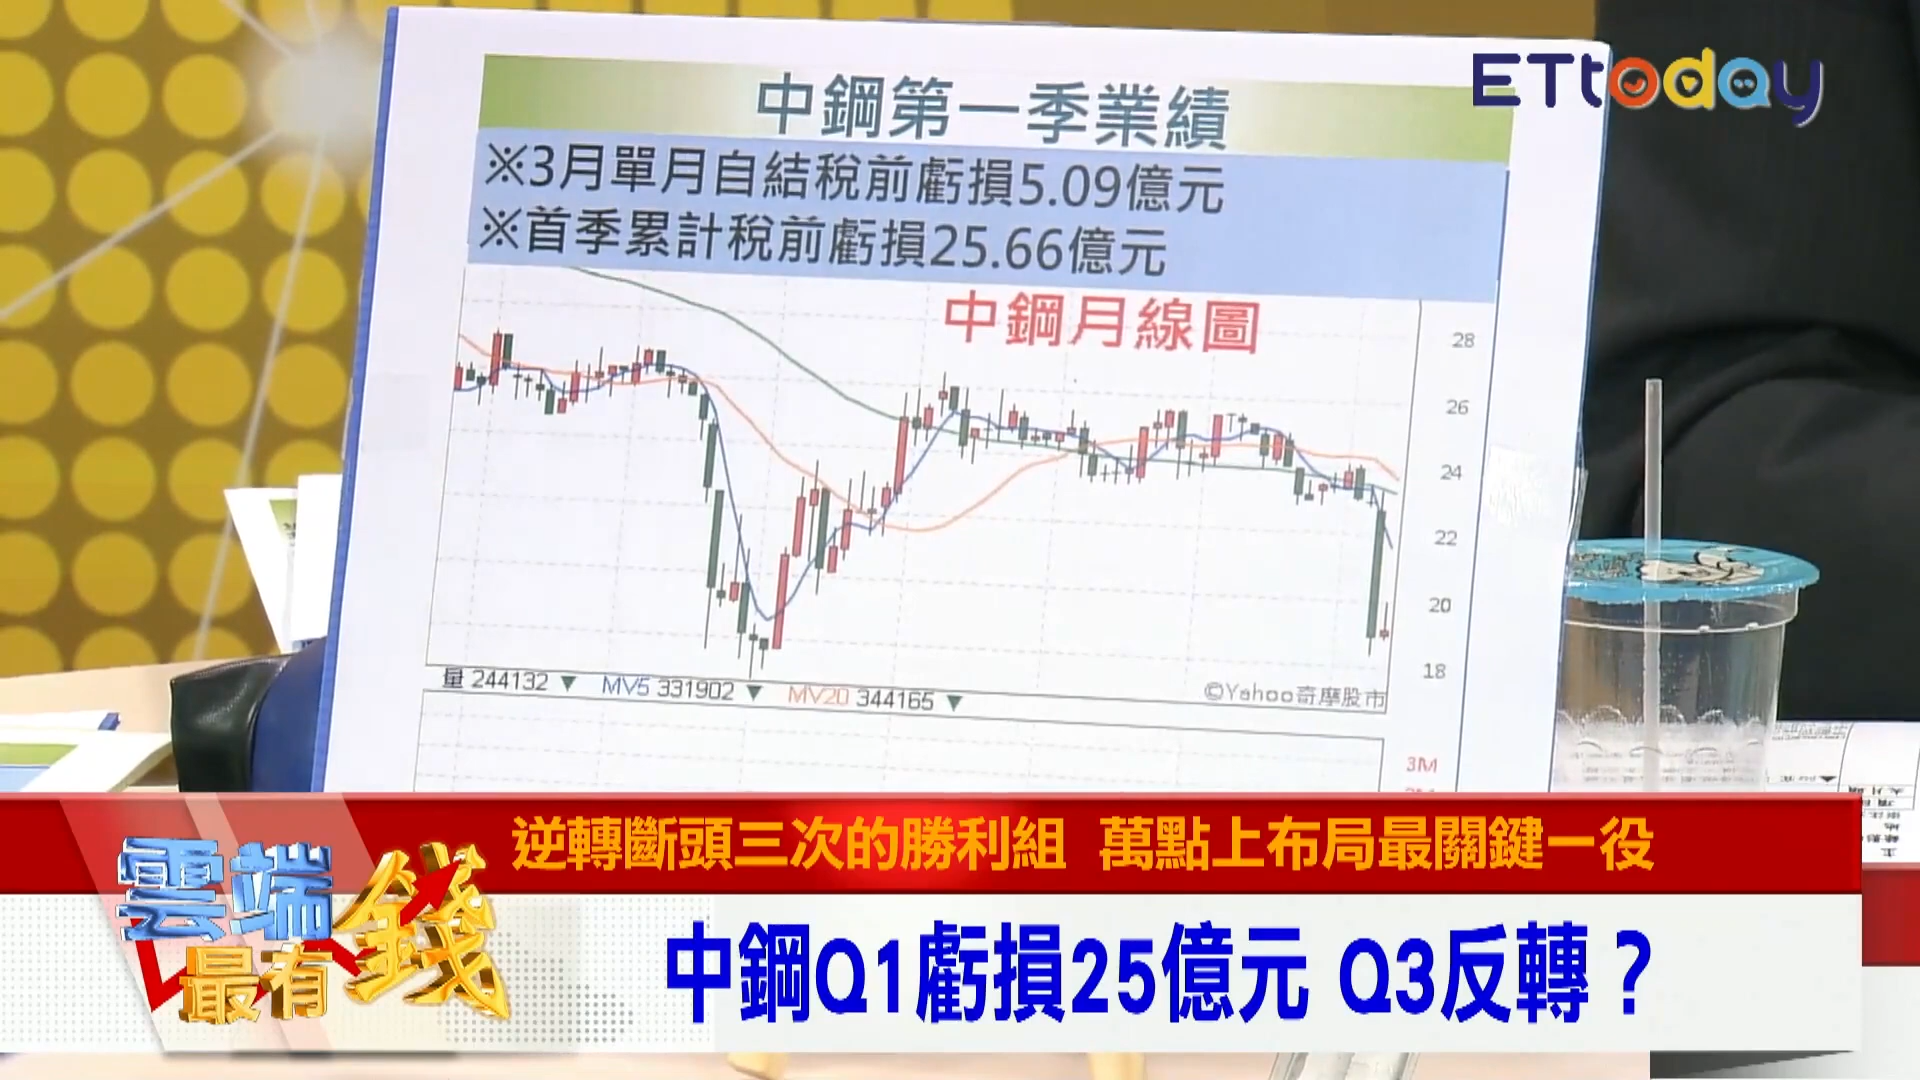 ETtoday
中鋼第一季業績
※3月單月自結稅前虧損5.09億元
※首季累計稅前虧損25.66億元
中鋼月線圖
28
26
24
22
20
18
量 244132 ▼ MV5 331902 ▼ MV20 344165 ▼
©Yahoo奇摩股市
3M
逆轉斷頭三次的勝利組 萬點上布局最關鍵一役
雲端最有錢
中鋼Q1虧損25億元 Q3反轉？